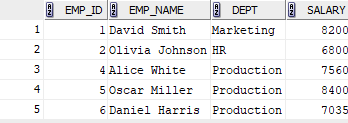 EMP_ID EMP_NAME DEPT SALARY
1 1 David Smith Marketing 8200
2 2 Olivia Johnson HR 6800
3 4 Alice White Production 7560
4 5 Oscar Miller Production 8400
5 6 Daniel Harris Production 7035